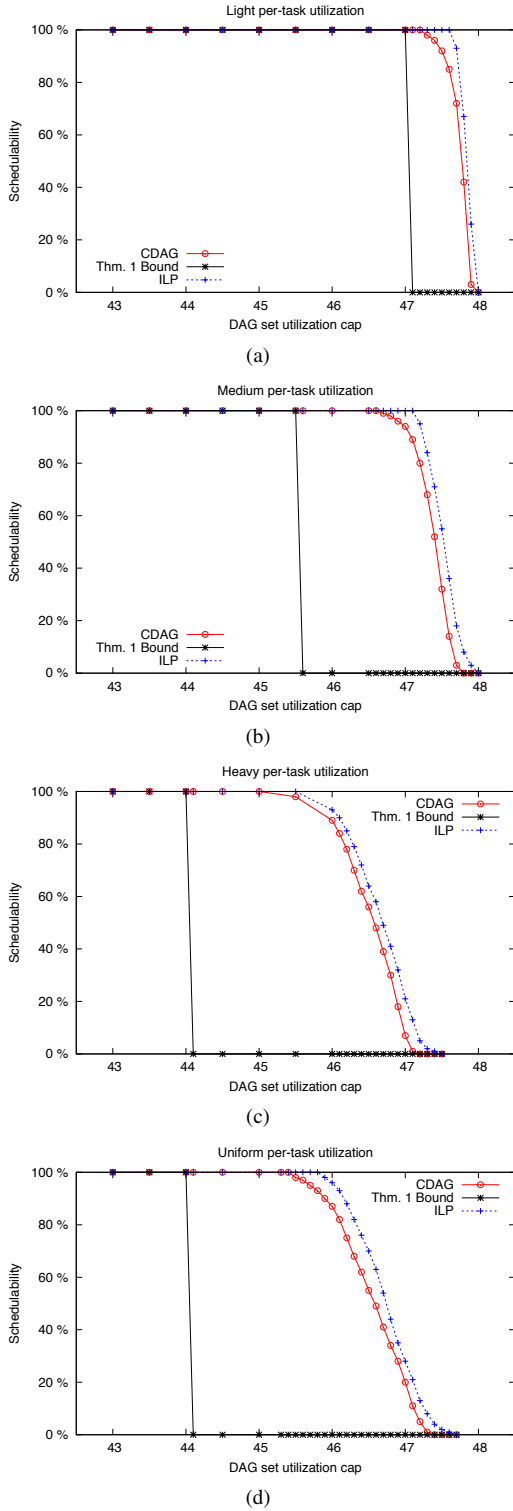 Light per-task utilization
100 %
80 %
60 %
40 %
20 %
0 %
Schedulability
CDAG
Thm. 1 Bound
ILP
43 44 45 46 47 48
DAG set utilization cap
(a)
Medium per-task utilization
100 %
80 %
60 %
40 %
20 %
0 %
Schedulability
CDAG
Thm. 1 Bound
ILP
43 44 45 46 47 48
DAG set utilization cap
(b)
Heavy per-task utilization
100 %
80 %
60 %
40 %
20 %
0 %
Schedulability
CDAG
Thm. 1 Bound
ILP
43 44 45 46 47 48
DAG set utilization cap
(c)
Uniform per-task utilization
100 %
80 %
60 %
40 %
20 %
0 %
Schedulability
CDAG
Thm. 1 Bound
ILP
43 44 45 46 47 48
DAG set utilization cap
(d)